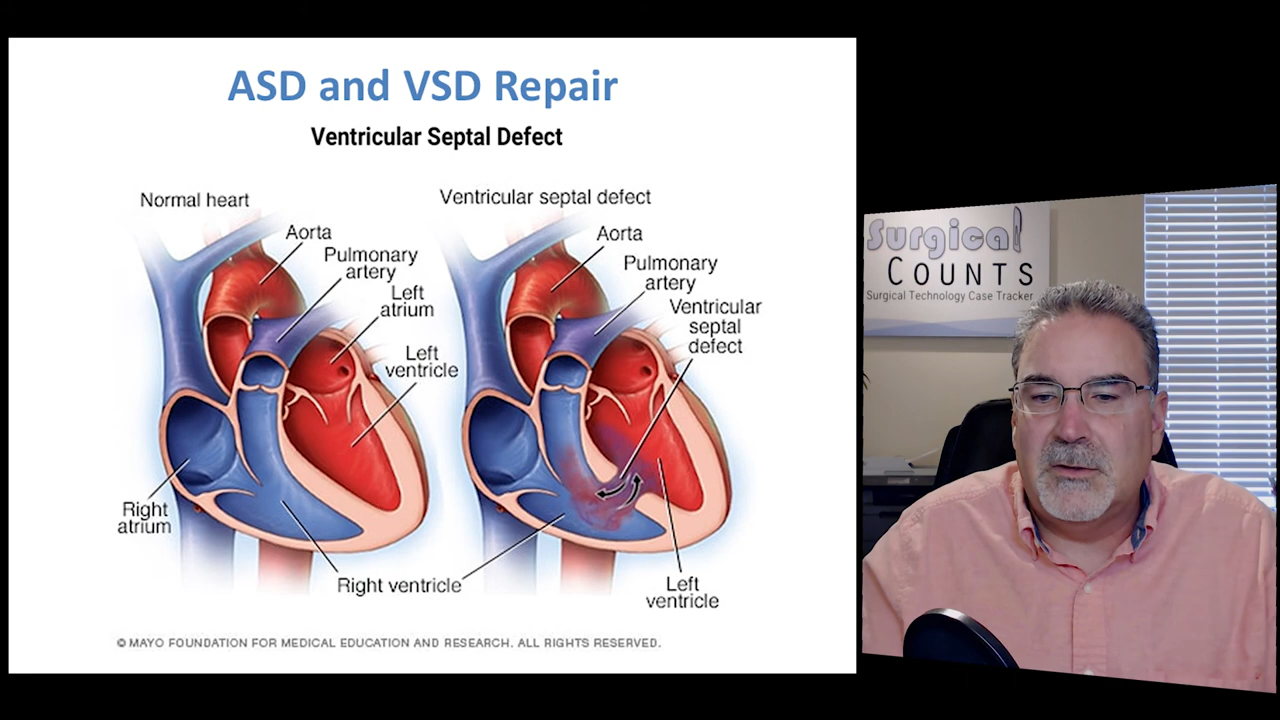 ASD and VSD Repair
Ventricular Septal Defect
Normal heart
Aorta
Pulmonary
artery
Left
atrium
Left
ventricle
Right
atrium
Right ventricle
Ventricular septal defect
Aorta
Pulmonary
artery
Ventricular
septal
defect
Left
ventricle
© MAYO FOUNDATION FOR MEDICAL EDUCATION AND RESEARCH. ALL RIGHTS RESERVED.
Surgical
COUNTS
Surgical Technology Case Tracker